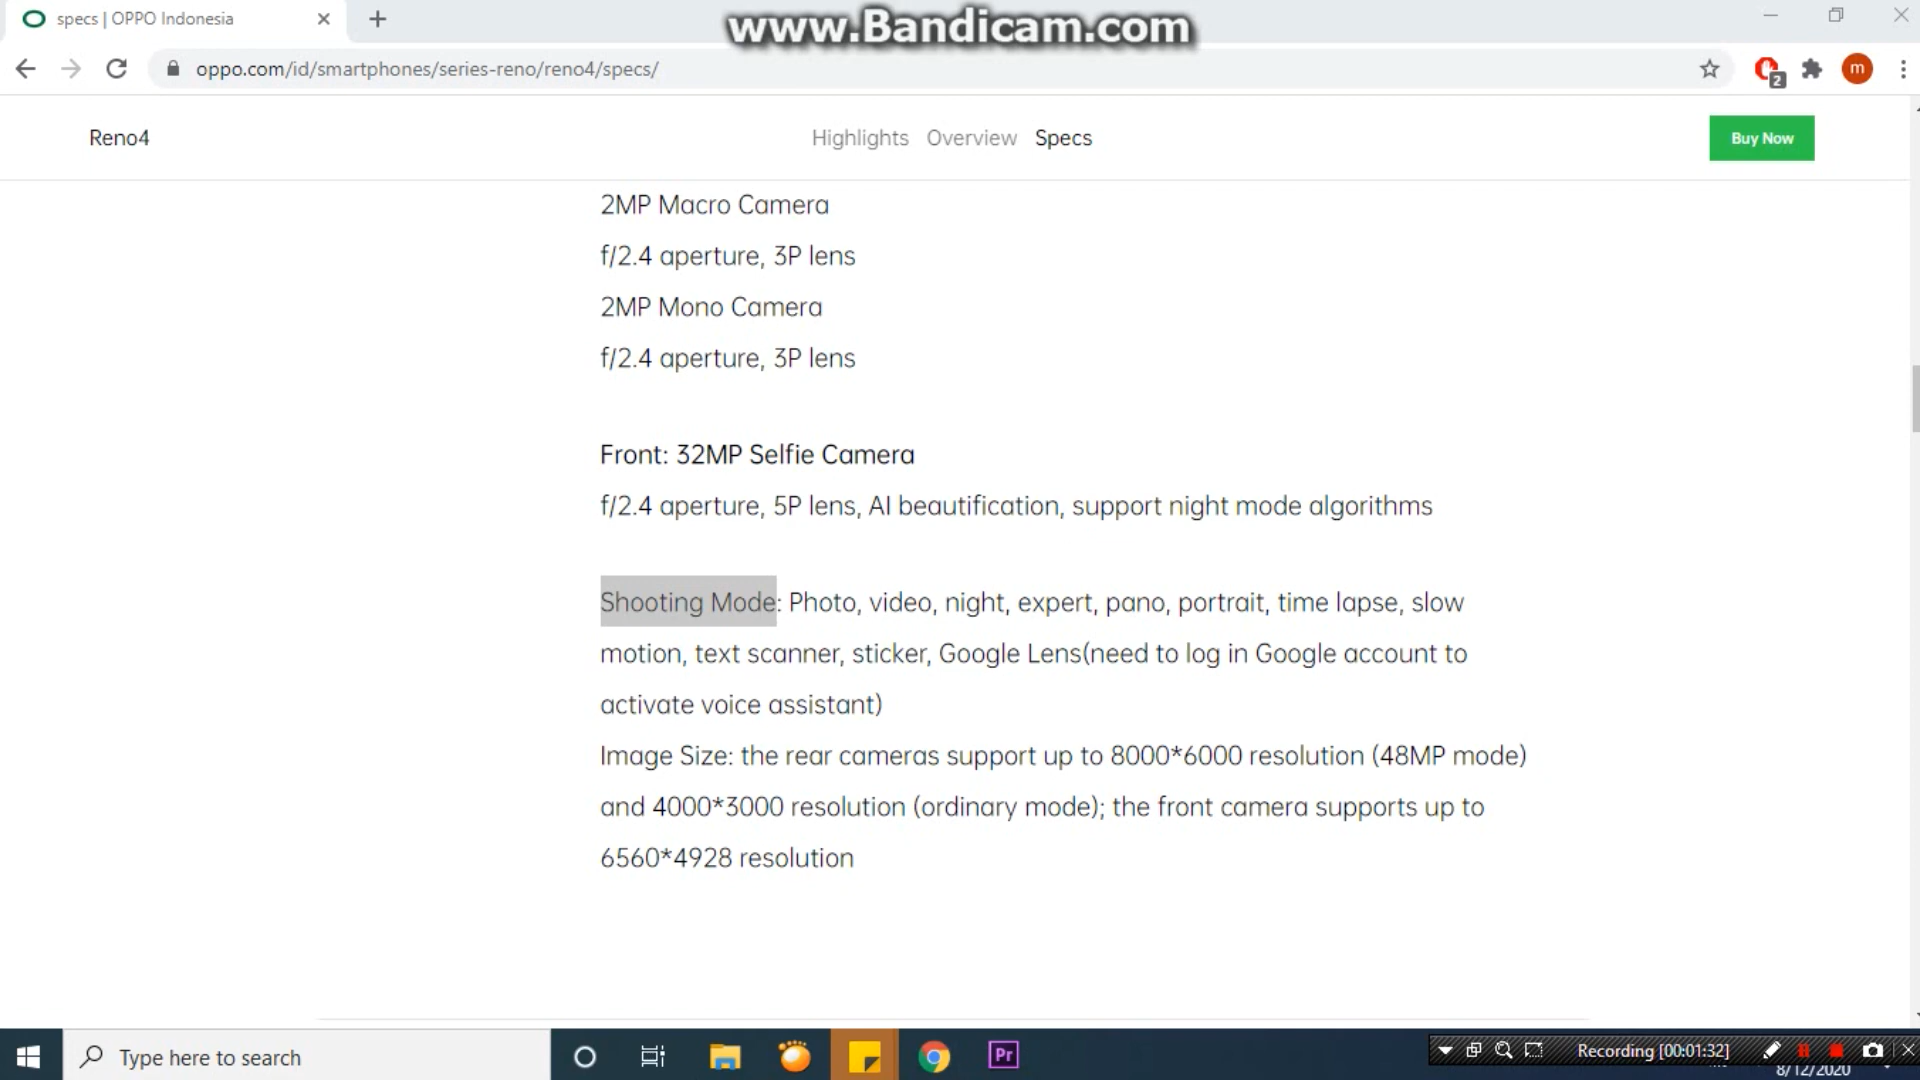 specs | OPPO Indonesia
www.Bandicam.com
oppo.com/id/smartphones/series-reno/reno4/specs/
2
m
Reno4
Highlights
Overview
Specs
Buy Now
2MP Macro Camera
f/2.4 aperture, 3P lens
2MP Mono Camera
f/2.4 aperture, 3P lens
Front: 32MP Selfie Camera
f/2.4 aperture, 5P lens, AI beautification, support night mode algorithms
Shooting Mode: Photo, video, night, expert, pano, portrait, time lapse, slow
motion, text scanner, sticker, Google Lens(need to log in Google account to
activate voice assistant)
Image Size: the rear cameras support up to 8000*6000 resolution (48MP mode)
and 4000*3000 resolution (ordinary mode); the front camera supports up to
6560*4928 resolution
Type here to search
Pr
Recording [00:01:32]
8/12/2020